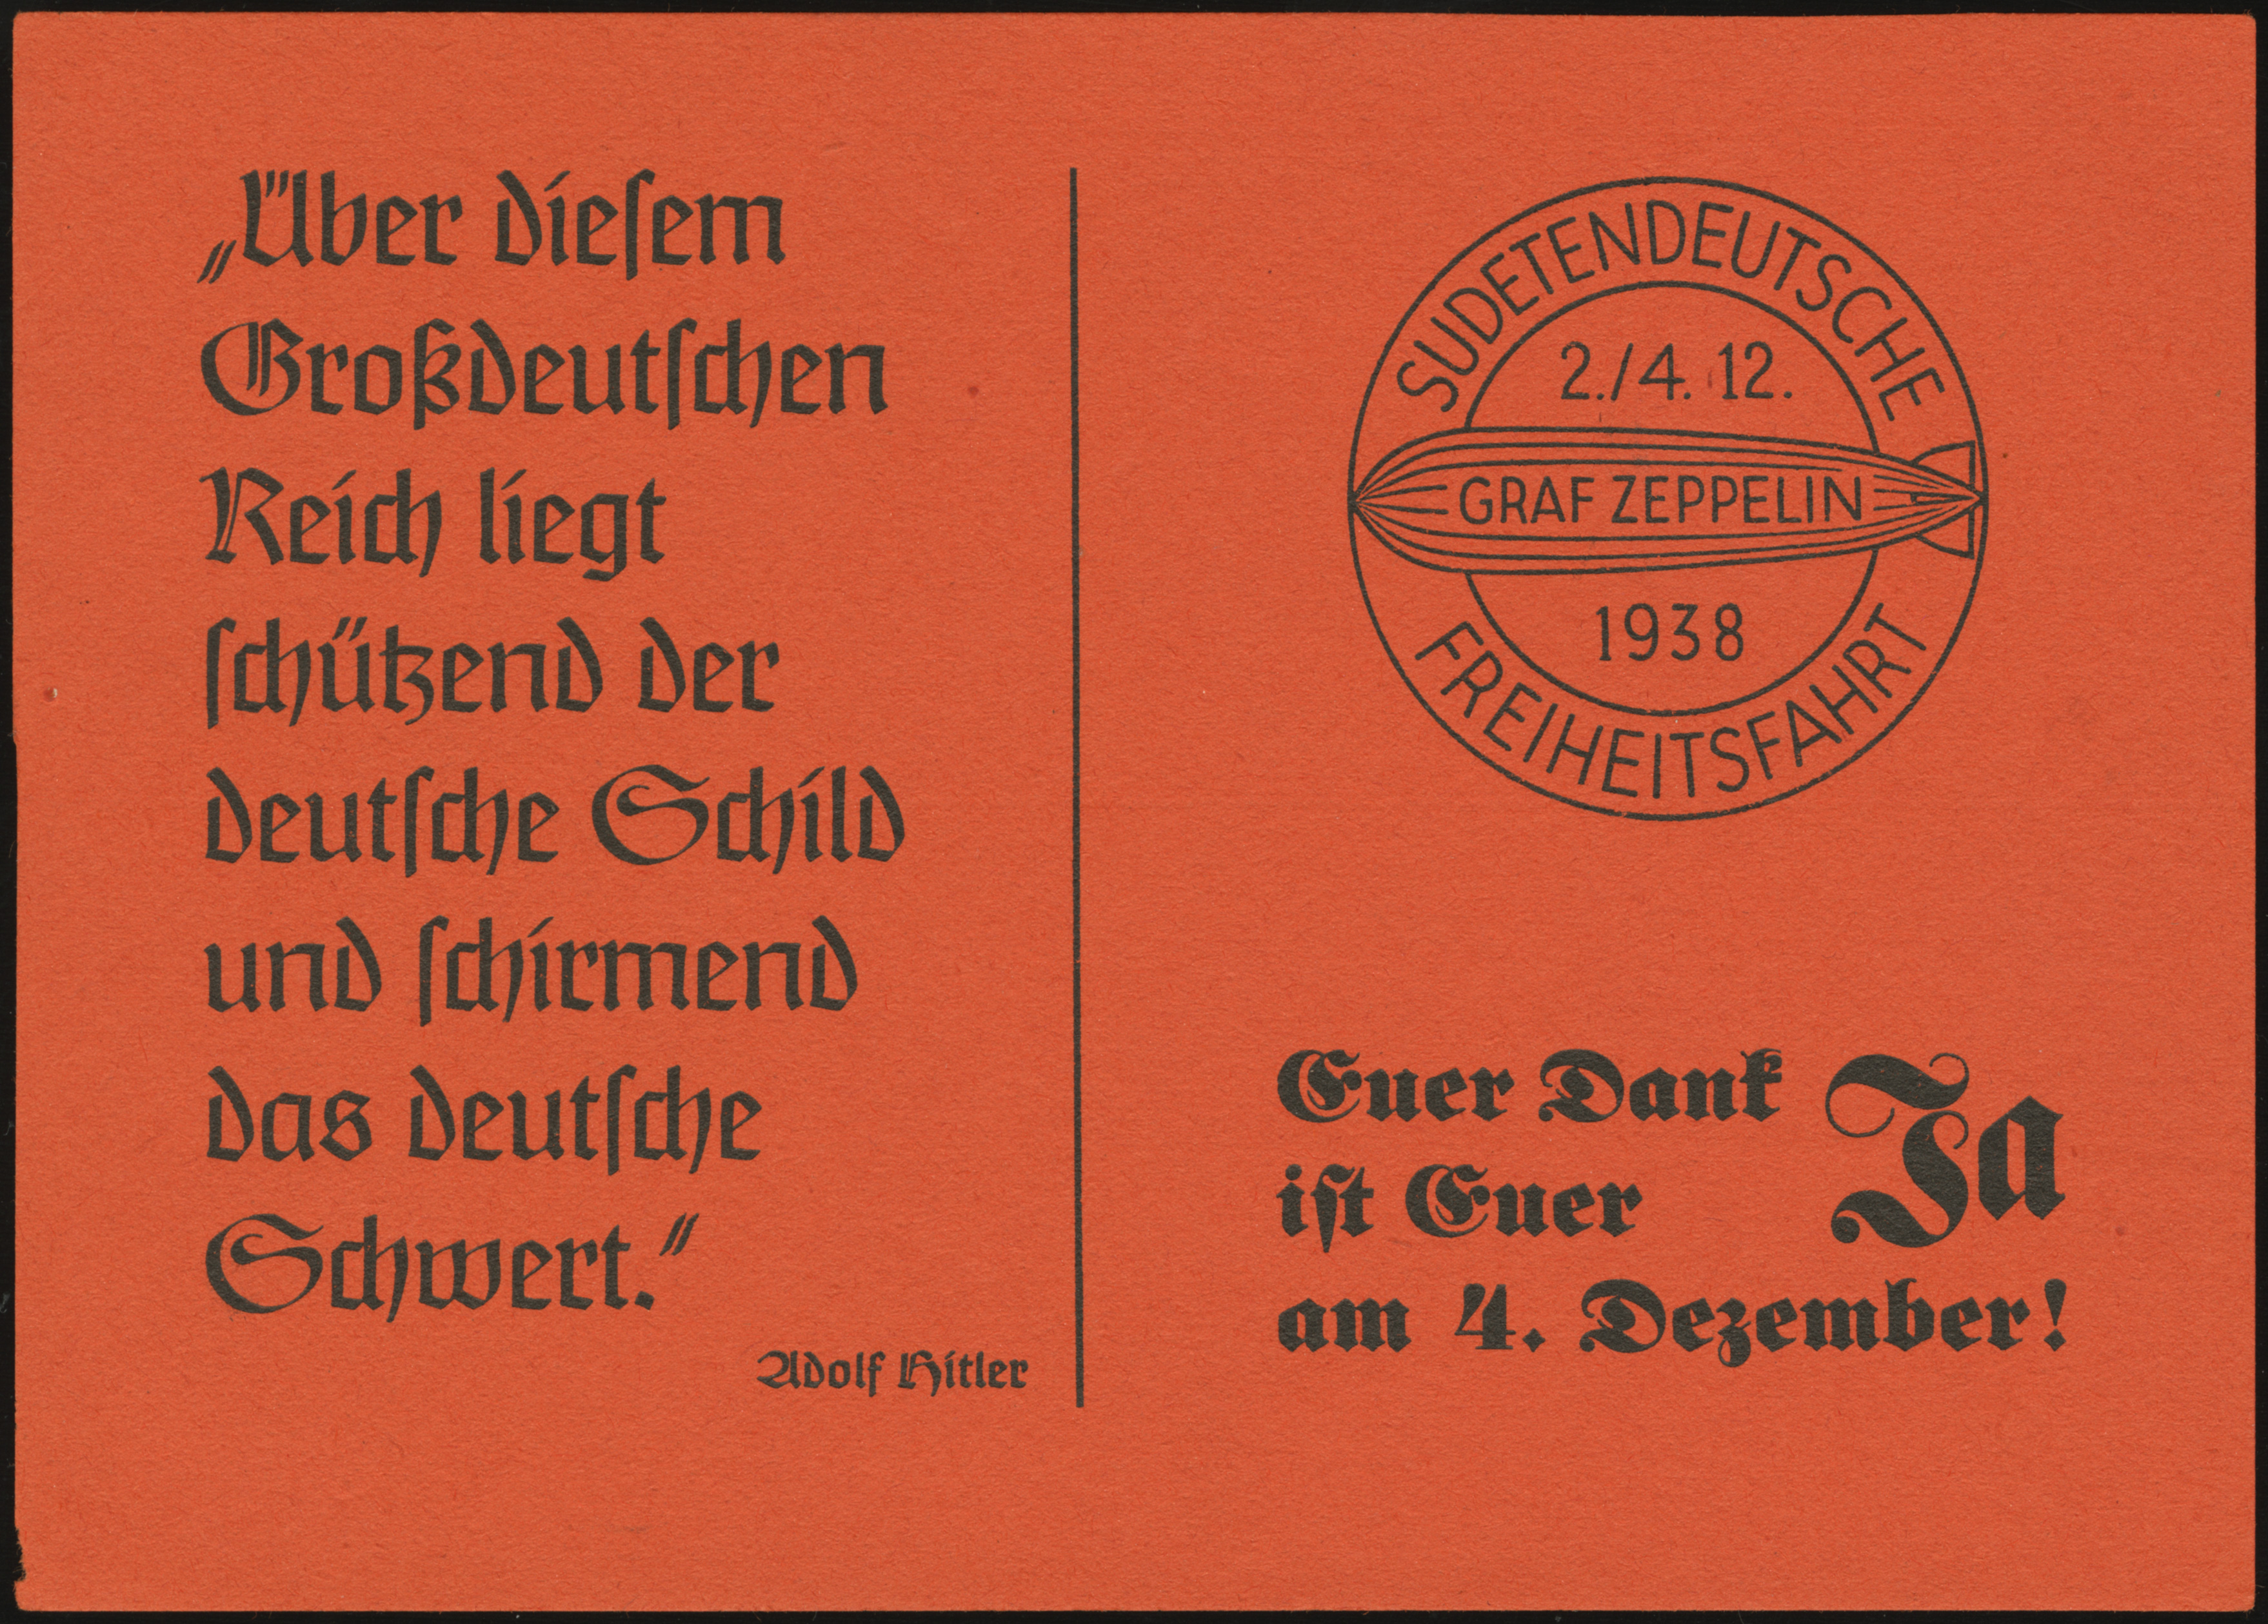 „Über diesem
Großdeutschen
Reich liegt
schützend der
deutsche Schild
und schirmend
das deutsche
Schwert.“
Adolf Hitler
SUDETENDEUTSCHE
2./4. 12.
GRAF ZEPPELIN
1938
FREIHEITSFAHRT
Euer Dank
ist Euer Ja
am 4. Dezember!